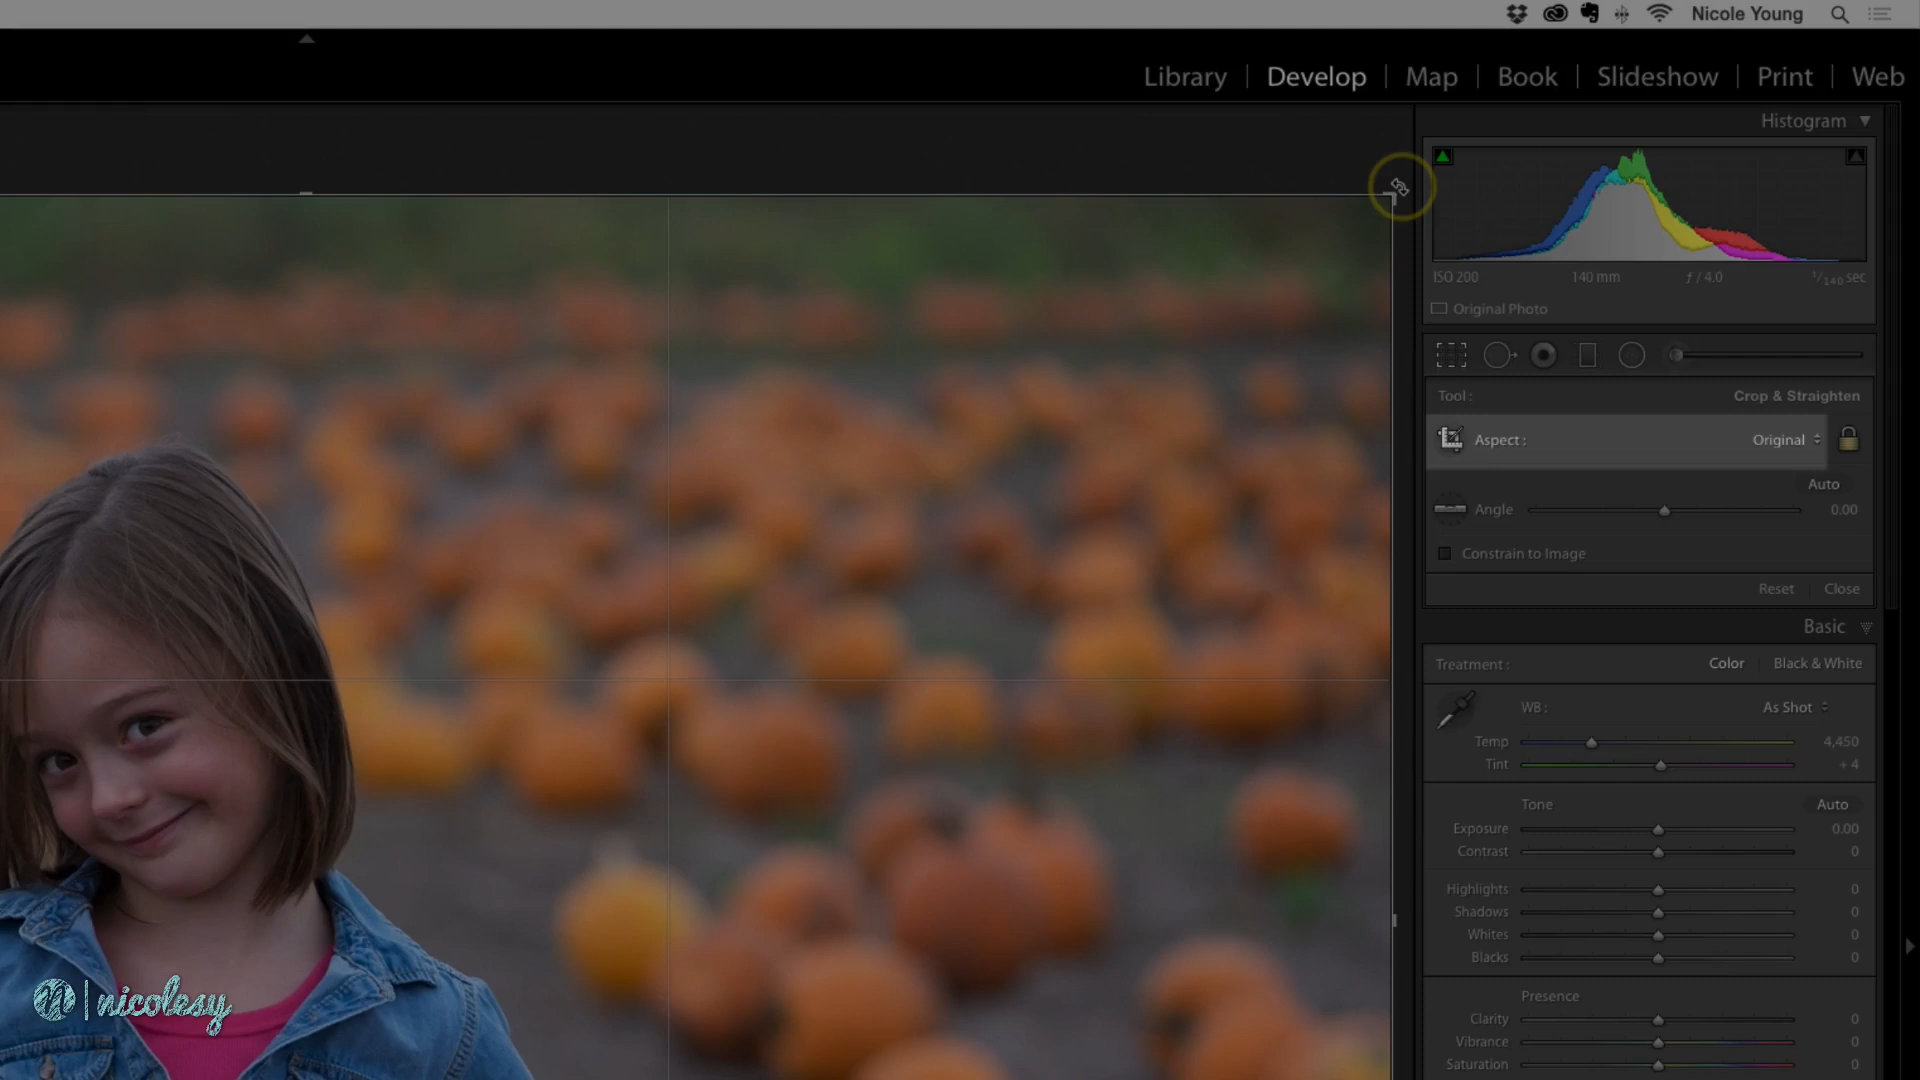 Nicole Young
Library | Develop | Map | Book | Slideshow | Print | Web
Histogram
ISO 200 140 mm ƒ / 4.0 1/140 sec
Original Photo
Tool : Crop & Straighten
Aspect : Original
Auto
Angle 0.00
Constrain to Image
Reset Close
Basic
Treatment : Color Black & White
WB : As Shot
Temp 4,450
Tint + 4
Tone Auto
Exposure 0.00
Contrast 0
Highlights 0
Shadows 0
Whites 0
Blacks 0
Presence
Clarity 0
Vibrance 0
Saturation 0
n | nicolesy